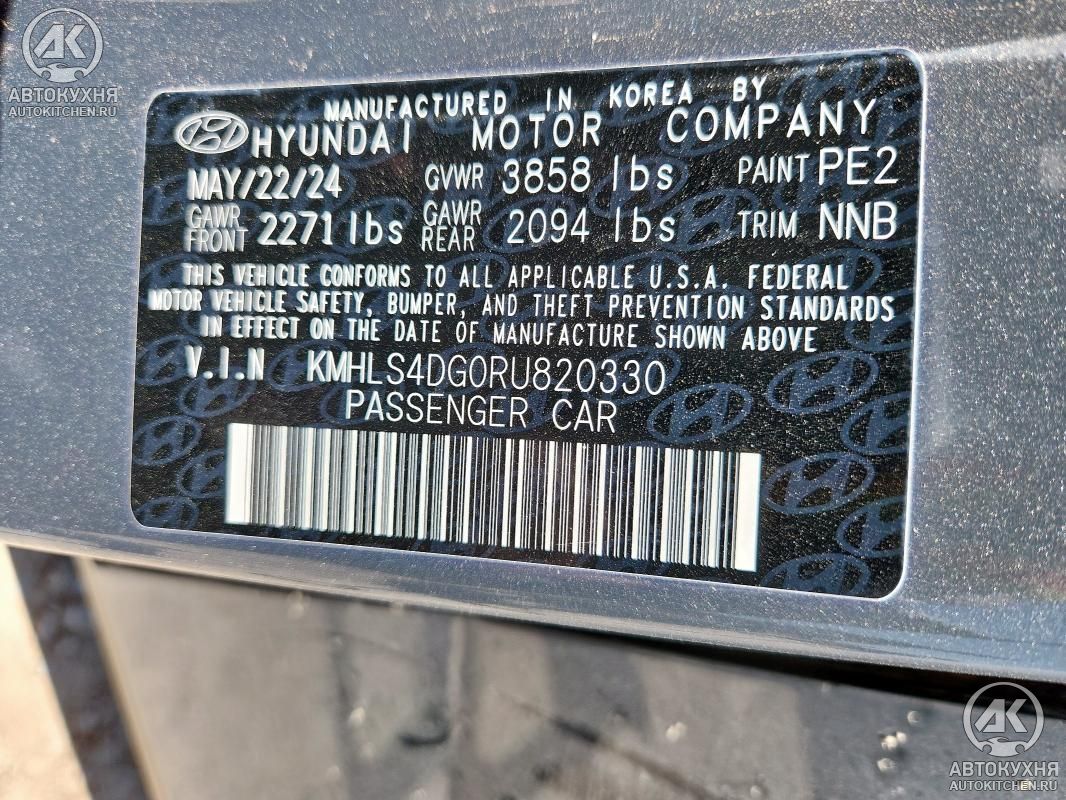 АК
АВТОКУХНЯ
AUTOKITCHEN.RU
MANUFACTURED IN KOREA BY
HYUNDAI MOTOR COMPANY
MAY/22/24 GVWR 3858 lbs PAINT PE2
GAWR FRONT 2271 lbs GAWR REAR 2094 lbs TRIM NNB
THIS VEHICLE CONFORMS TO ALL APPLICABLE U.S.A. FEDERAL
MOTOR VEHICLE SAFETY, BUMPER, AND THEFT PREVENTION STANDARDS
IN EFFECT ON THE DATE OF MANUFACTURE SHOWN ABOVE
V.I.N KMHLS4DG0RU820330
PASSENGER CAR
АК
АВТОКУХНЯ
AUTOKITCHEN.RU